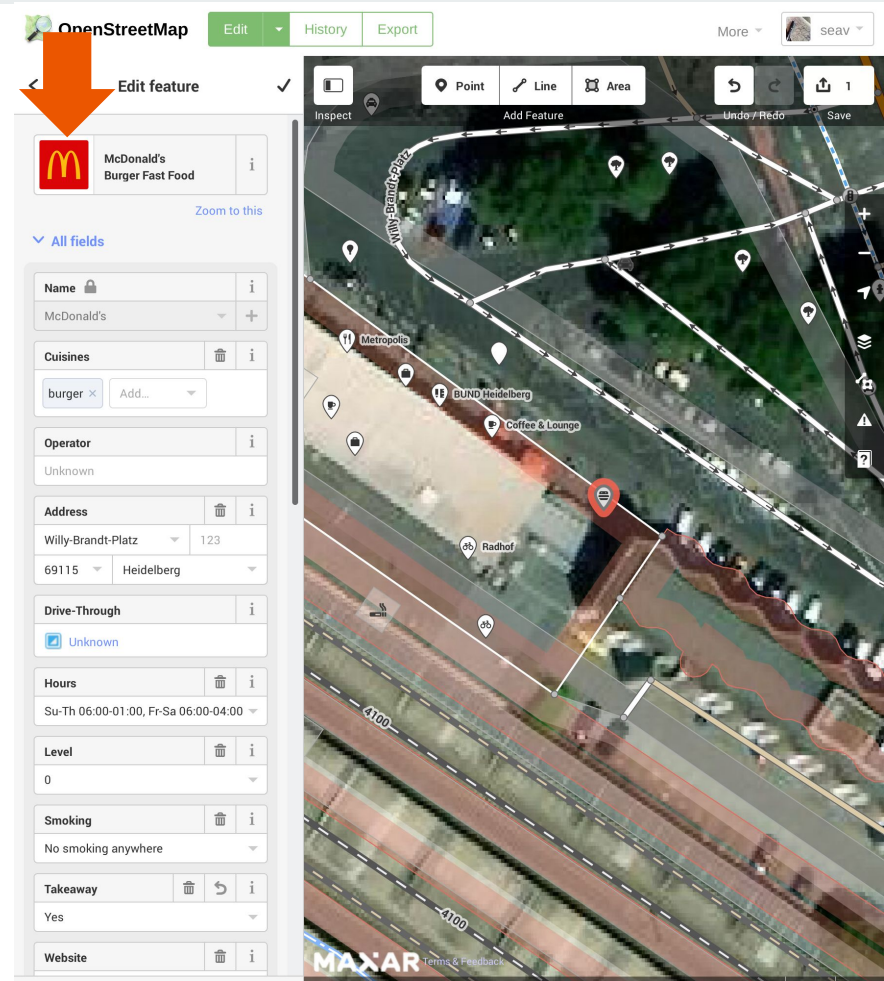 OpenStreetMap
Edit
History
Export
More
seav
Edit feature
McDonald's
Burger Fast Food
i
Zoom to this
All fields
Name
i
McDonald's
+
Cuisines
i
burger ×
Add…
Operator
i
Unknown
Address
i
Willy-Brandt-Platz
123
69115
Heidelberg
Drive-Through
i
Unknown
Hours
i
Su-Th 06:00-01:00, Fr-Sa 06:00-04:00
Level
i
0
Smoking
i
No smoking anywhere
Takeaway
i
Yes
Website
i
Inspect
Point
Line
Area
Add Feature
Undo / Redo
1
Save
Willy-Brandt-Platz
Metropolis
BUND Heidelberg
Coffee & Lounge
Radhof
4100
4100
MAXAR
Terms & Feedback